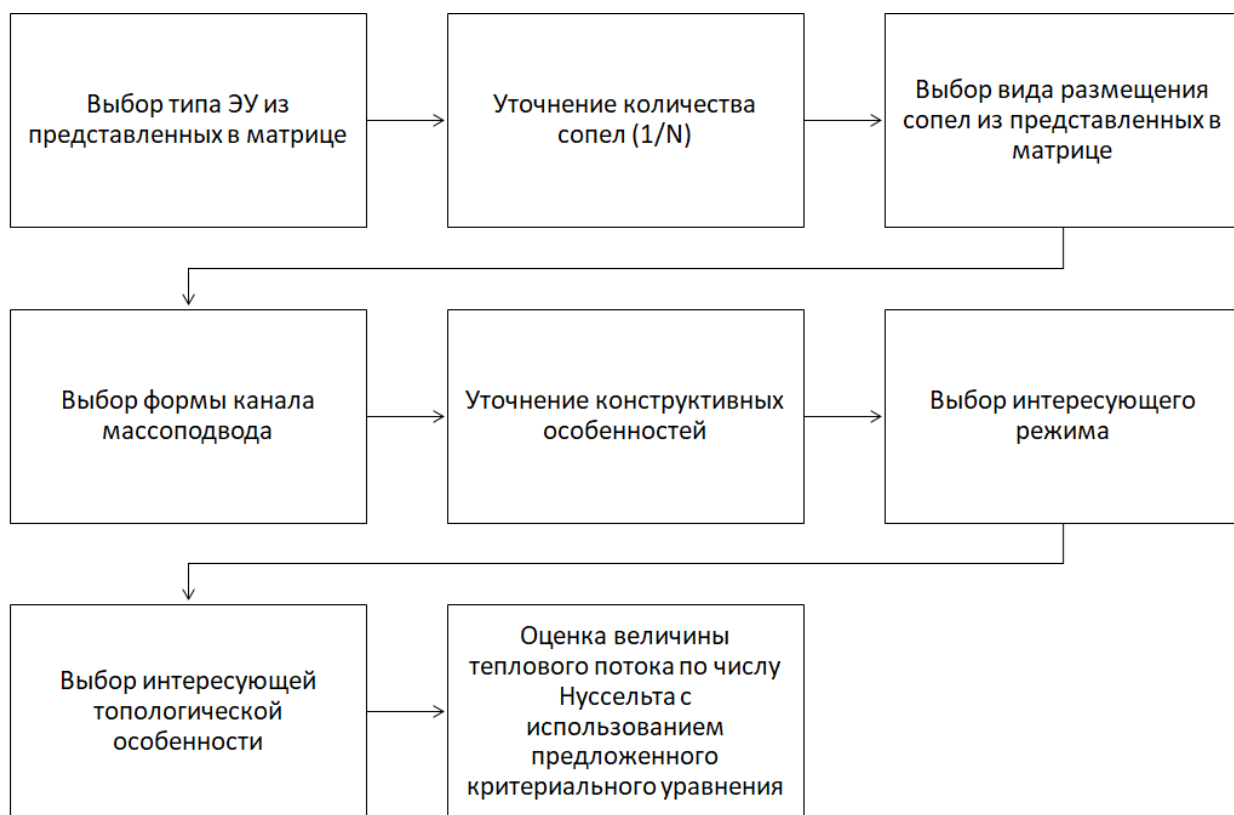 Выбор типа ЭУ из
представленных в матрице
Уточнение количества
сопел (1/N)
Выбор вида размещения
сопел из представленных в
матрице
Выбор формы канала
массоподвода
Уточнение конструктивных
особенностей
Выбор интересующего
режима
Выбор интересующей
топологической
особенности
Оценка величины
теплового потока по числу
Нуссельта с
использованием
предложенного
критериального уравнения